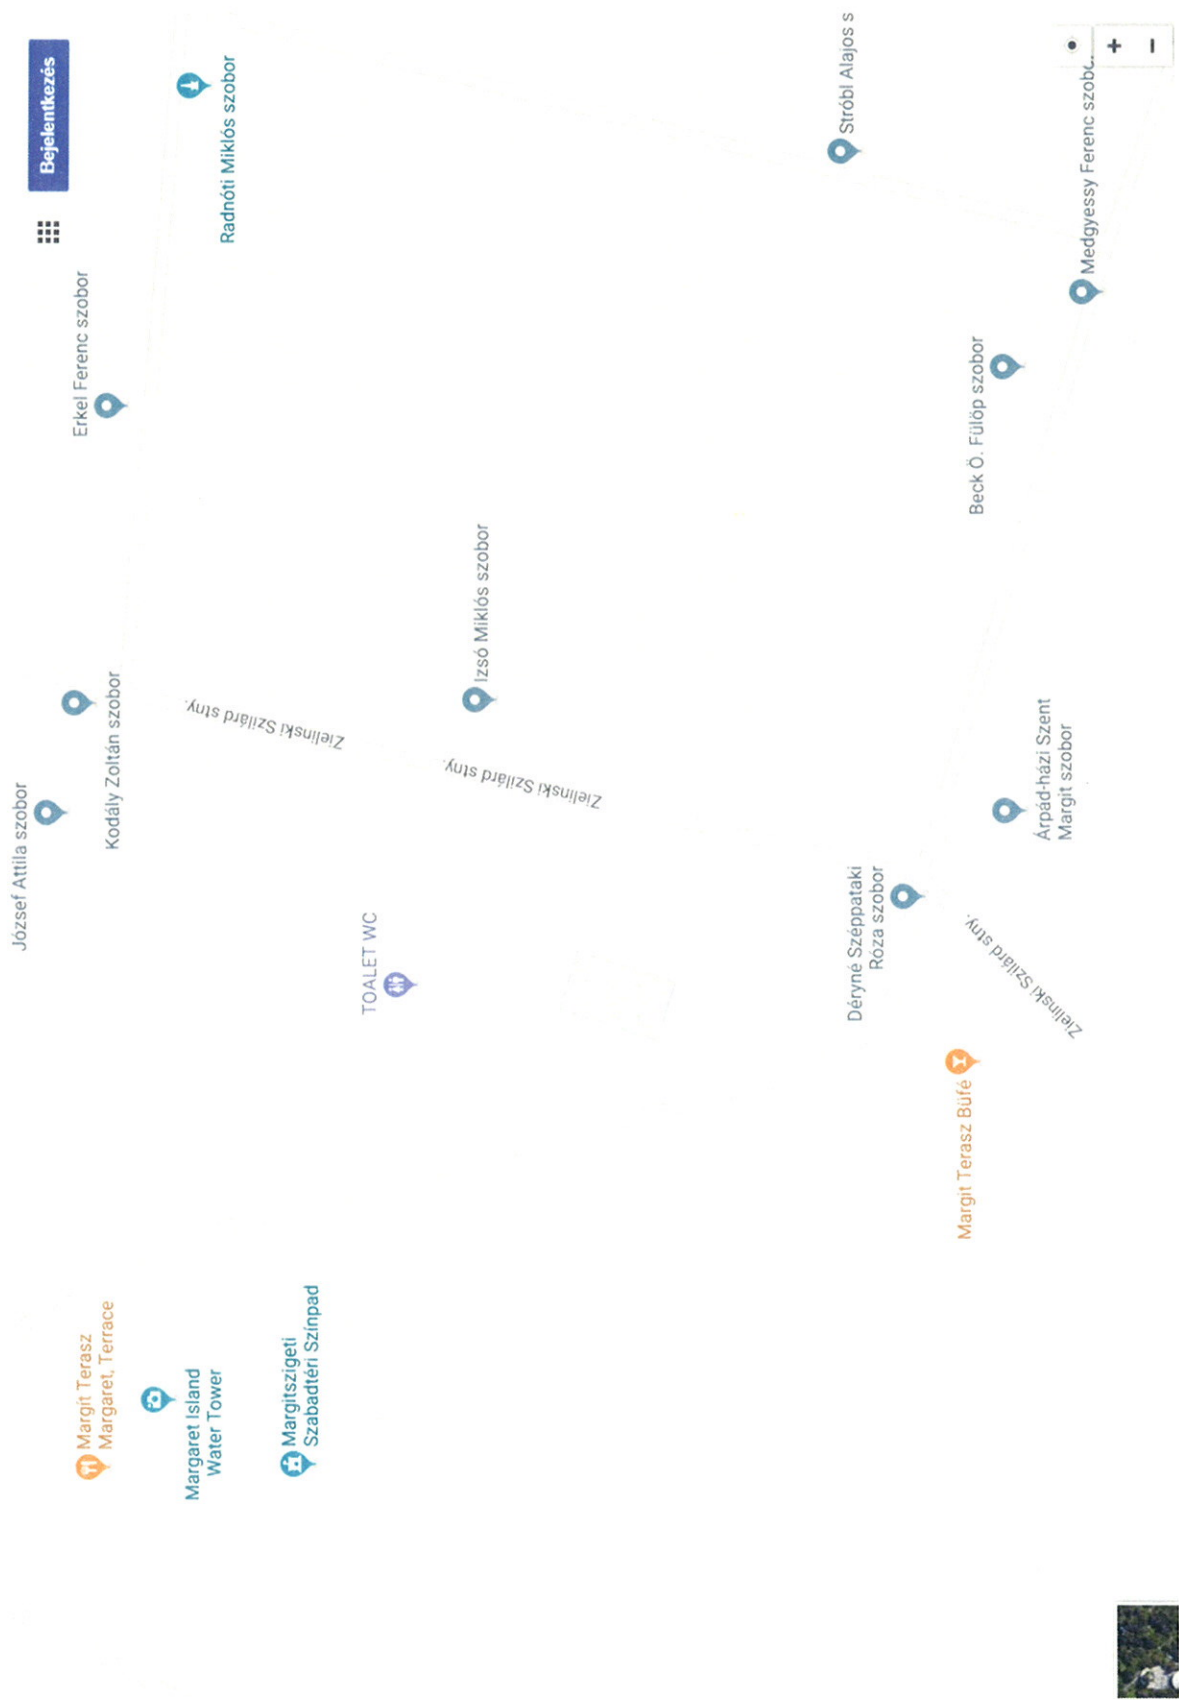 József Attila szobor
Bejelentkezés
Erkel Ferenc szobor
Margit Terasz
Margaret, Terrace
Kodály Zoltán szobor
Margaret Island
Water Tower
Radnóti Miklós szobor
Zielinski Szilárd stny.
Margitszigeti
Szabadtéri Színpad
TOALET WC
Izsó Miklós szobor
Zielinski Szilárd stny.
Stróbl Alajos s
Déryné Széppataki
Róza szobor
Margit Terasz Büfé
Beck Ö. Fülöp szobor
Zielinski Szilárd stny.
Árpád-házi Szent
Margit szobor
Medgyessy Ferenc szobo...